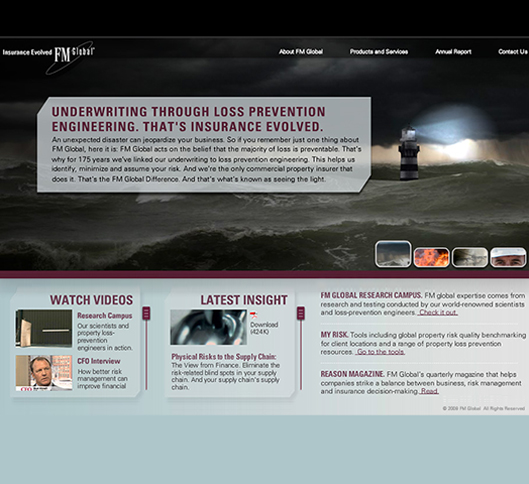 Insurance Evolved FM Global
About FM Global Products and Services Annual Report Contact Us
UNDERWRITING THROUGH LOSS PREVENTION
ENGINEERING. THAT'S INSURANCE EVOLVED.
An unexpected disaster can jeopardize your business. So if you remember just one thing about
FM Global, here it is: FM Global acts on the belief that the majority of loss is preventable. That's
why for 175 years we've linked our underwriting to loss prevention engineering. This helps us
identify, minimize and assume your risk. And we're the only commercial property insurer that
does it. That's the FM Global Difference. And that's what's known as seeing the light.
WATCH VIDEOS
Research Campus
Our scientists and
property loss-
prevention
engineers in action.
CFO Interview
How better risk
management can
improve financial
CFO
LATEST INSIGHT
Download
(424K)
Physical Risks to the Supply Chain:
The View from Finance. Eliminate the
risk-related blind spots in your supply
chain. And your supply chain's supply
chain.
FM GLOBAL RESEARCH CAMPUS. FM global expertise comes from
research and testing conducted by our world-renowned scientists
and loss-prevention engineers. Check it out.
MY RISK. Tools including global property risk quality benchmarking
for client locations and a range of property loss prevention
resources. Go to the tools.
REASON MAGAZINE. FM Global's quarterly magazine that helps
companies strike a balance between business, risk management
and insurance decision-making. Read.
© 2009 FM Global. All Rights Reserved.